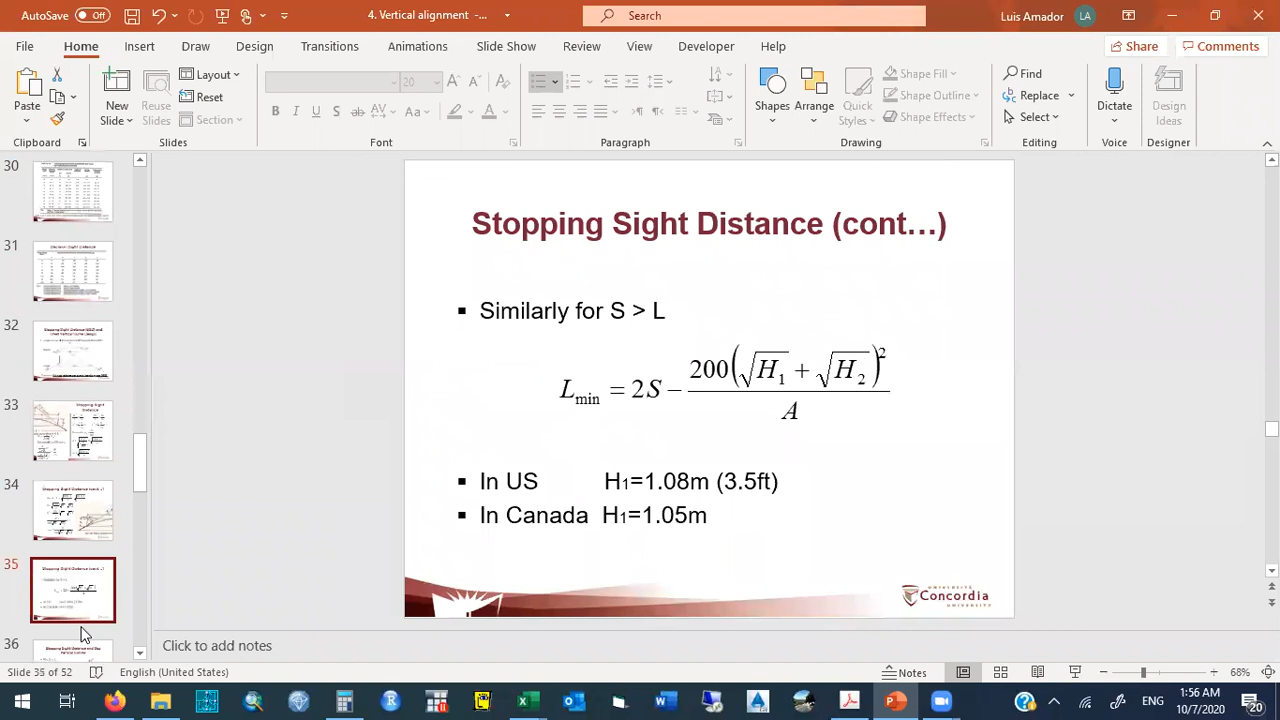 AutoSave Off 4. Vertical alignment - ... Search Luis Amador LA
File Home Insert Draw Design Transitions Animations Slide Show Review View Developer Help Share Comments
Paste New Slide Reuse Slides Layout Reset Section 20 Shapes Arrange Quick Styles Shape Fill Shape Outline Shape Effects Find Replace Select Dictate Design Ideas
Clipboard Slides Font Paragraph Drawing Editing Voice Designer
30
31
32
33
34
35
36
Stopping Sight Distance (cont...)
▪ Similarly for S > L
L_min = 2S − 200(√H₁ + √H₂)² / A
▪ In US H1=1.08m (3.5ft)
▪ In Canada H1=1.05m
UNIVERSITÉ
Concordia
UNIVERSITY
Click to add notes
Slide 35 of 52 English (United States) Notes 68%
ENG 1:56 AM
10/7/2020 20